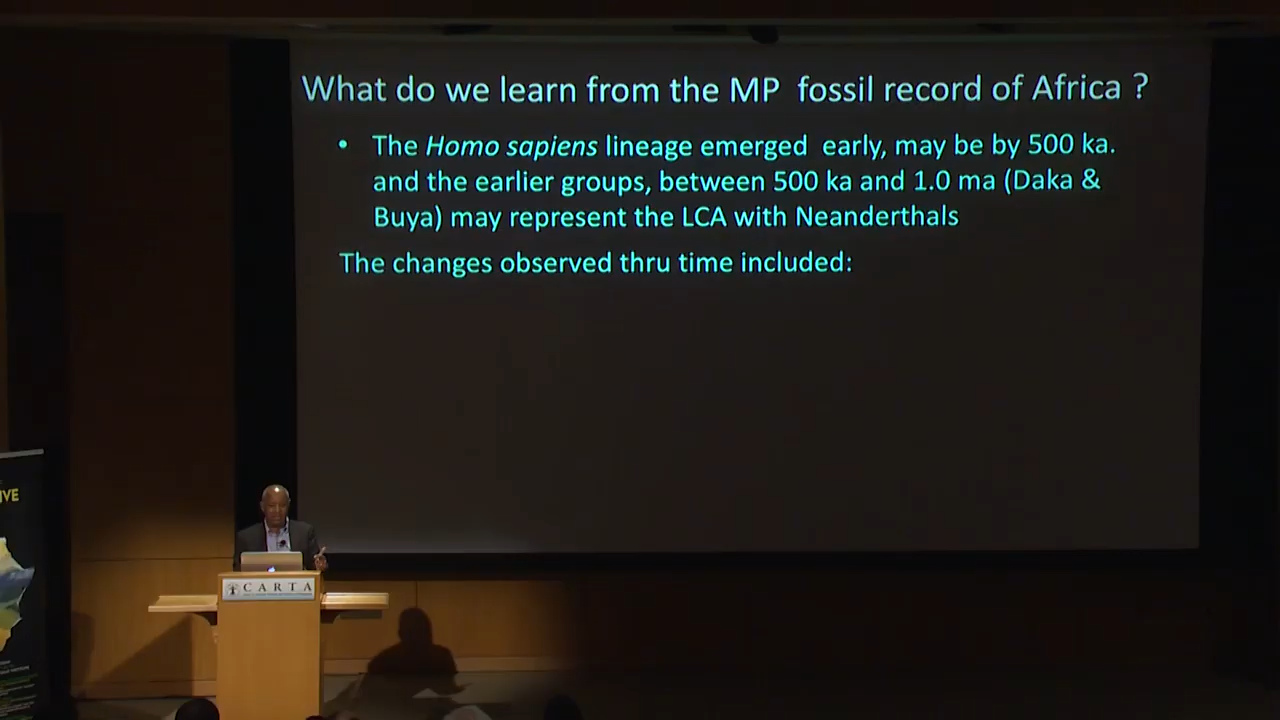 What do we learn from the MP fossil record of Africa ?
• The Homo sapiens lineage emerged early, may be by 500 ka.
and the earlier groups, between 500 ka and 1.0 ma (Daka &
Buya) may represent the LCA with Neanderthals
The changes observed thru time included:
IVE
CARTA